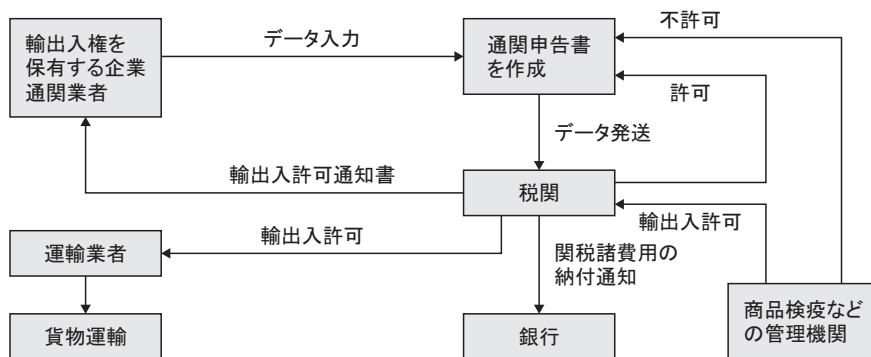 輸出入権を
保有する企業
通関業者
データ入力
通関申告書
を作成
不許可
許可
データ発送
輸出入許可通知書
税関
輸出入許可
運輸業者
輸出入許可
関税諸費用の
納付通知
貨物運輸
銀行
商品検疫など
の管理機関